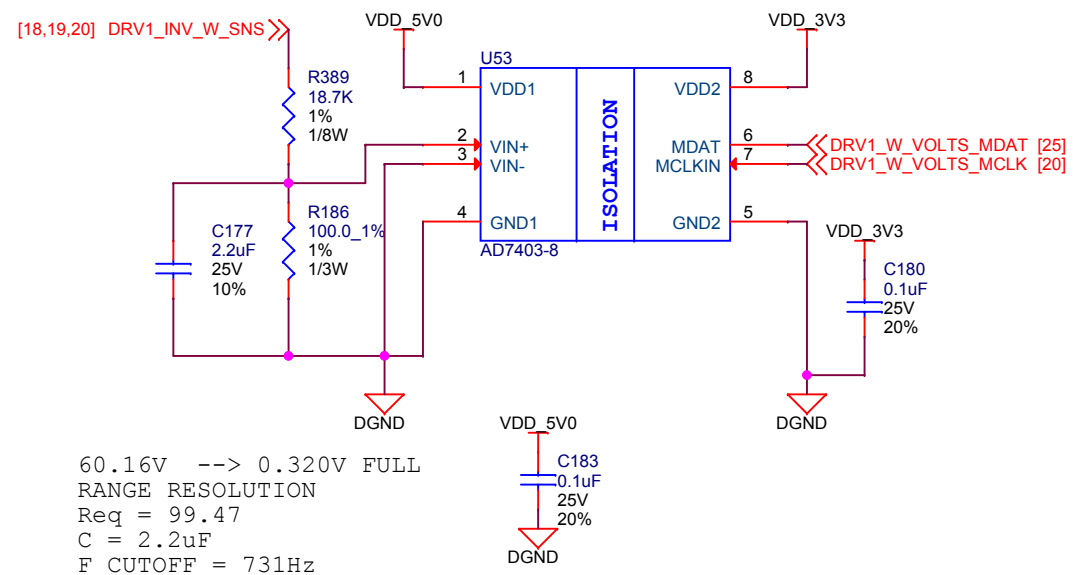 [18,19,20] DRV1_INV_W_SNS
VDD_5V0
VDD_3V3
U53
R389
18.7K
1%
1/8W
1
VDD1
VDD2
8
2
VIN+
3
VIN-
ISOLATION
MDAT
6
DRV1_W_VOLTS_MDAT [25]
MCLKIN
7
DRV1_W_VOLTS_MCLK [20]
4
GND1
GND2
5
AD7403-8
C177
2.2uF
25V
10%
R186
100.0_1%
1%
1/3W
VDD_3V3
C180
0.1uF
25V
20%
DGND
DGND
VDD_5V0
C183
0.1uF
25V
20%
DGND
60.16V --> 0.320V FULL
RANGE RESOLUTION
Req = 99.47
C = 2.2uF
F CUTOFF = 731Hz